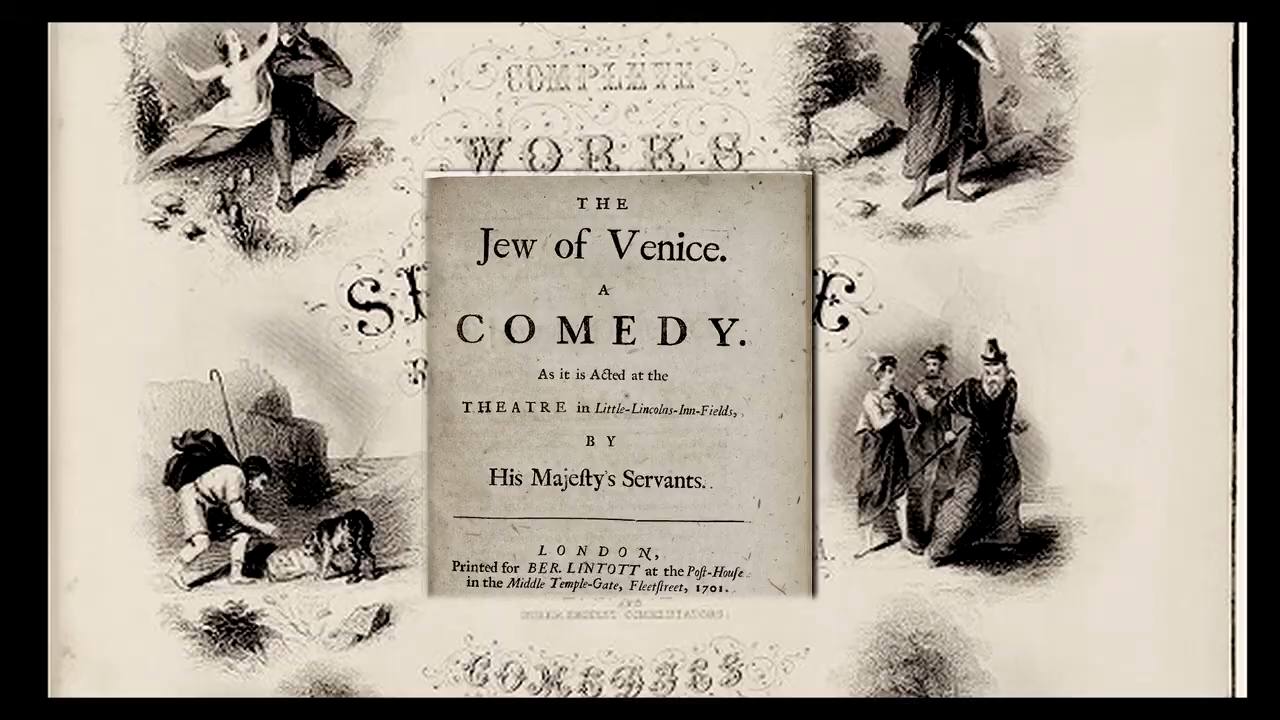 COMPLETE
WORKS
THE
Jew of Venice.
A
COMEDY.
As it is Acted at the
THEATRE in Little-Lincolns-Inn-Fields,
BY
His Majeſty's Servants.
LONDON,
Printed for BER. LINTOTT at the Poſt-Houſe
in the Middle Temple-Gate, Fleetſtreet, 1701.
AND
COMEDIES